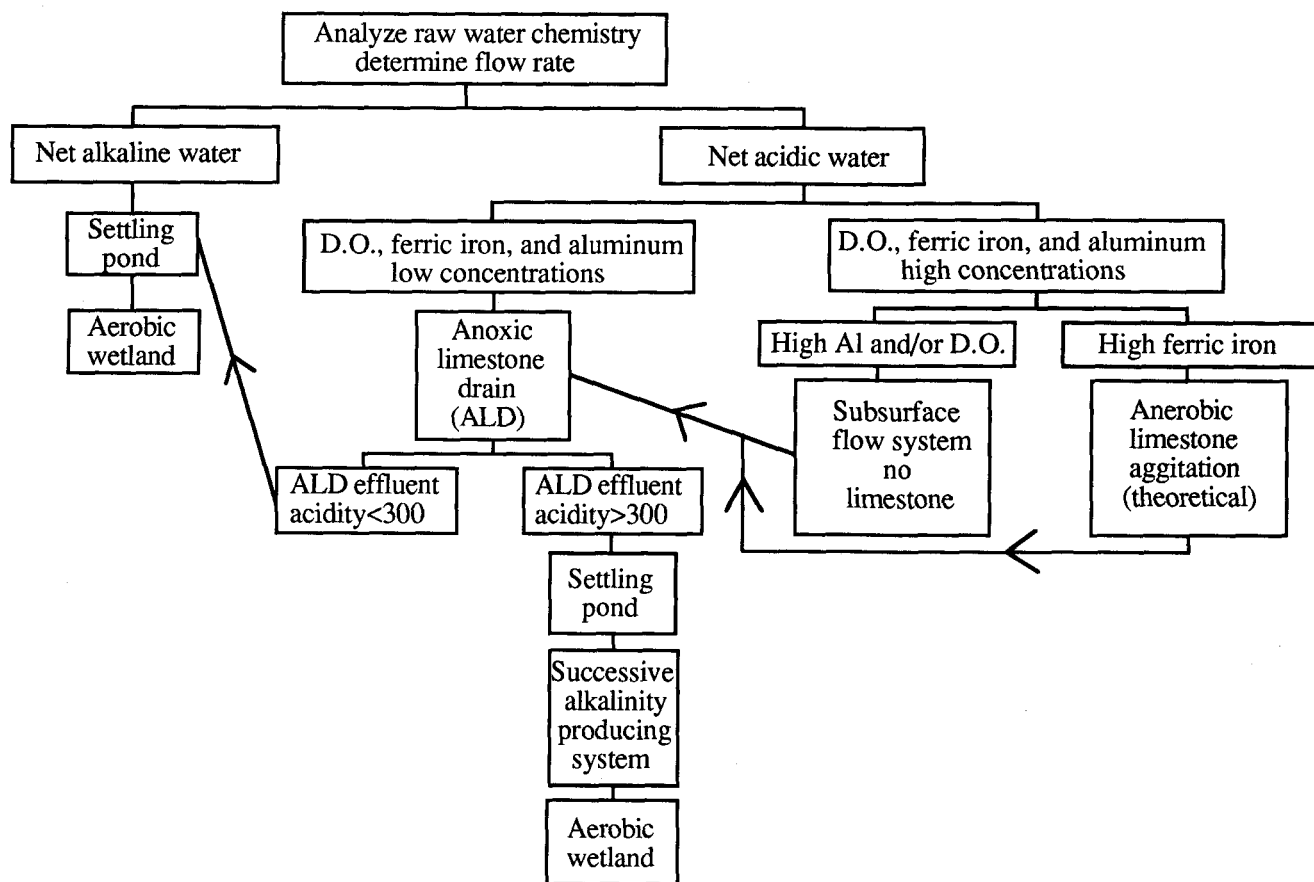 Analyze raw water chemistry
determine flow rate
Net alkaline water
Net acidic water
Settling
pond
Aerobic
wetland
D.O., ferric iron, and aluminum
low concentrations
D.O., ferric iron, and aluminum
high concentrations
Anoxic
limestone
drain
(ALD)
High Al and/or D.O.
High ferric iron
Subsurface
flow system
no
limestone
Anerobic
limestone
aggitation
(theoretical)
ALD effluent
acidity<300
ALD effluent
acidity>300
Settling
pond
Successive
alkalinity
producing
system
Aerobic
wetland